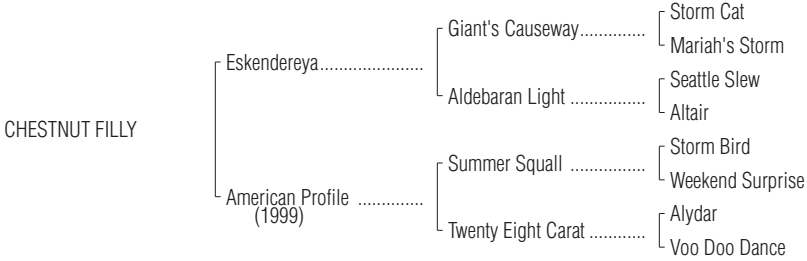 Storm Cat
Giant's Causeway..............
Mariah's Storm
Eskendereya......................
Seattle Slew
Aldebaran Light ................
Altair
CHESTNUT FILLY
Storm Bird
Summer Squall ................
Weekend Surprise
American Profile ..............
(1999)
Alydar
Twenty Eight Carat ............
Voo Doo Dance